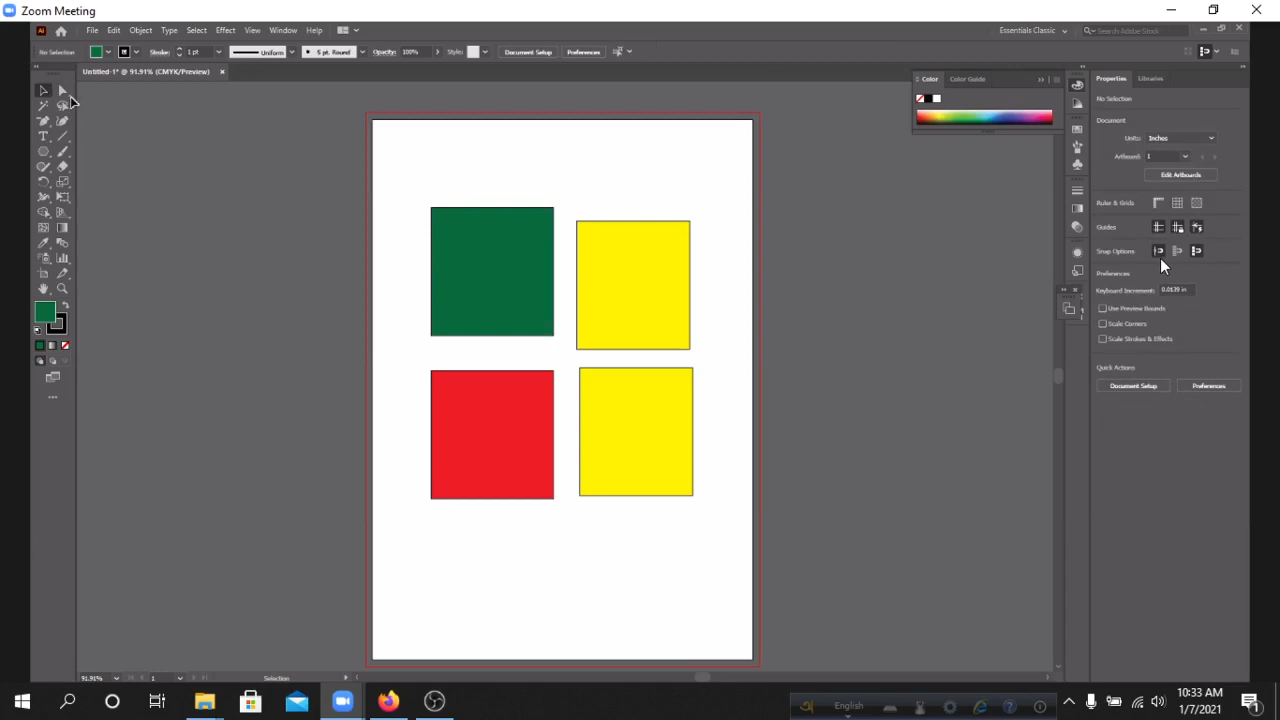 Zoom Meeting
Ai File Edit Object Type Select Effect View Window Help Essentials Classic Search Adobe Stock
No Selection Stroke: 1 pt Uniform 5 pt. Round Opacity: 100% Style: Document Setup Preferences
Untitled-1* @ 91.91% (CMYK/Preview)
Color Color Guide
Properties Libraries
No Selection
Document
Units: Inches
Artboard: 1
Edit Artboards
Ruler & Grids
Guides
Snap Options
Preferences
Keyboard Increment: 0.0139 in
Use Preview Bounds
Scale Corners
Scale Strokes & Effects
Quick Actions
Document Setup Preferences
91.91% 1 Selection
English
10:33 AM
1/7/2021
1